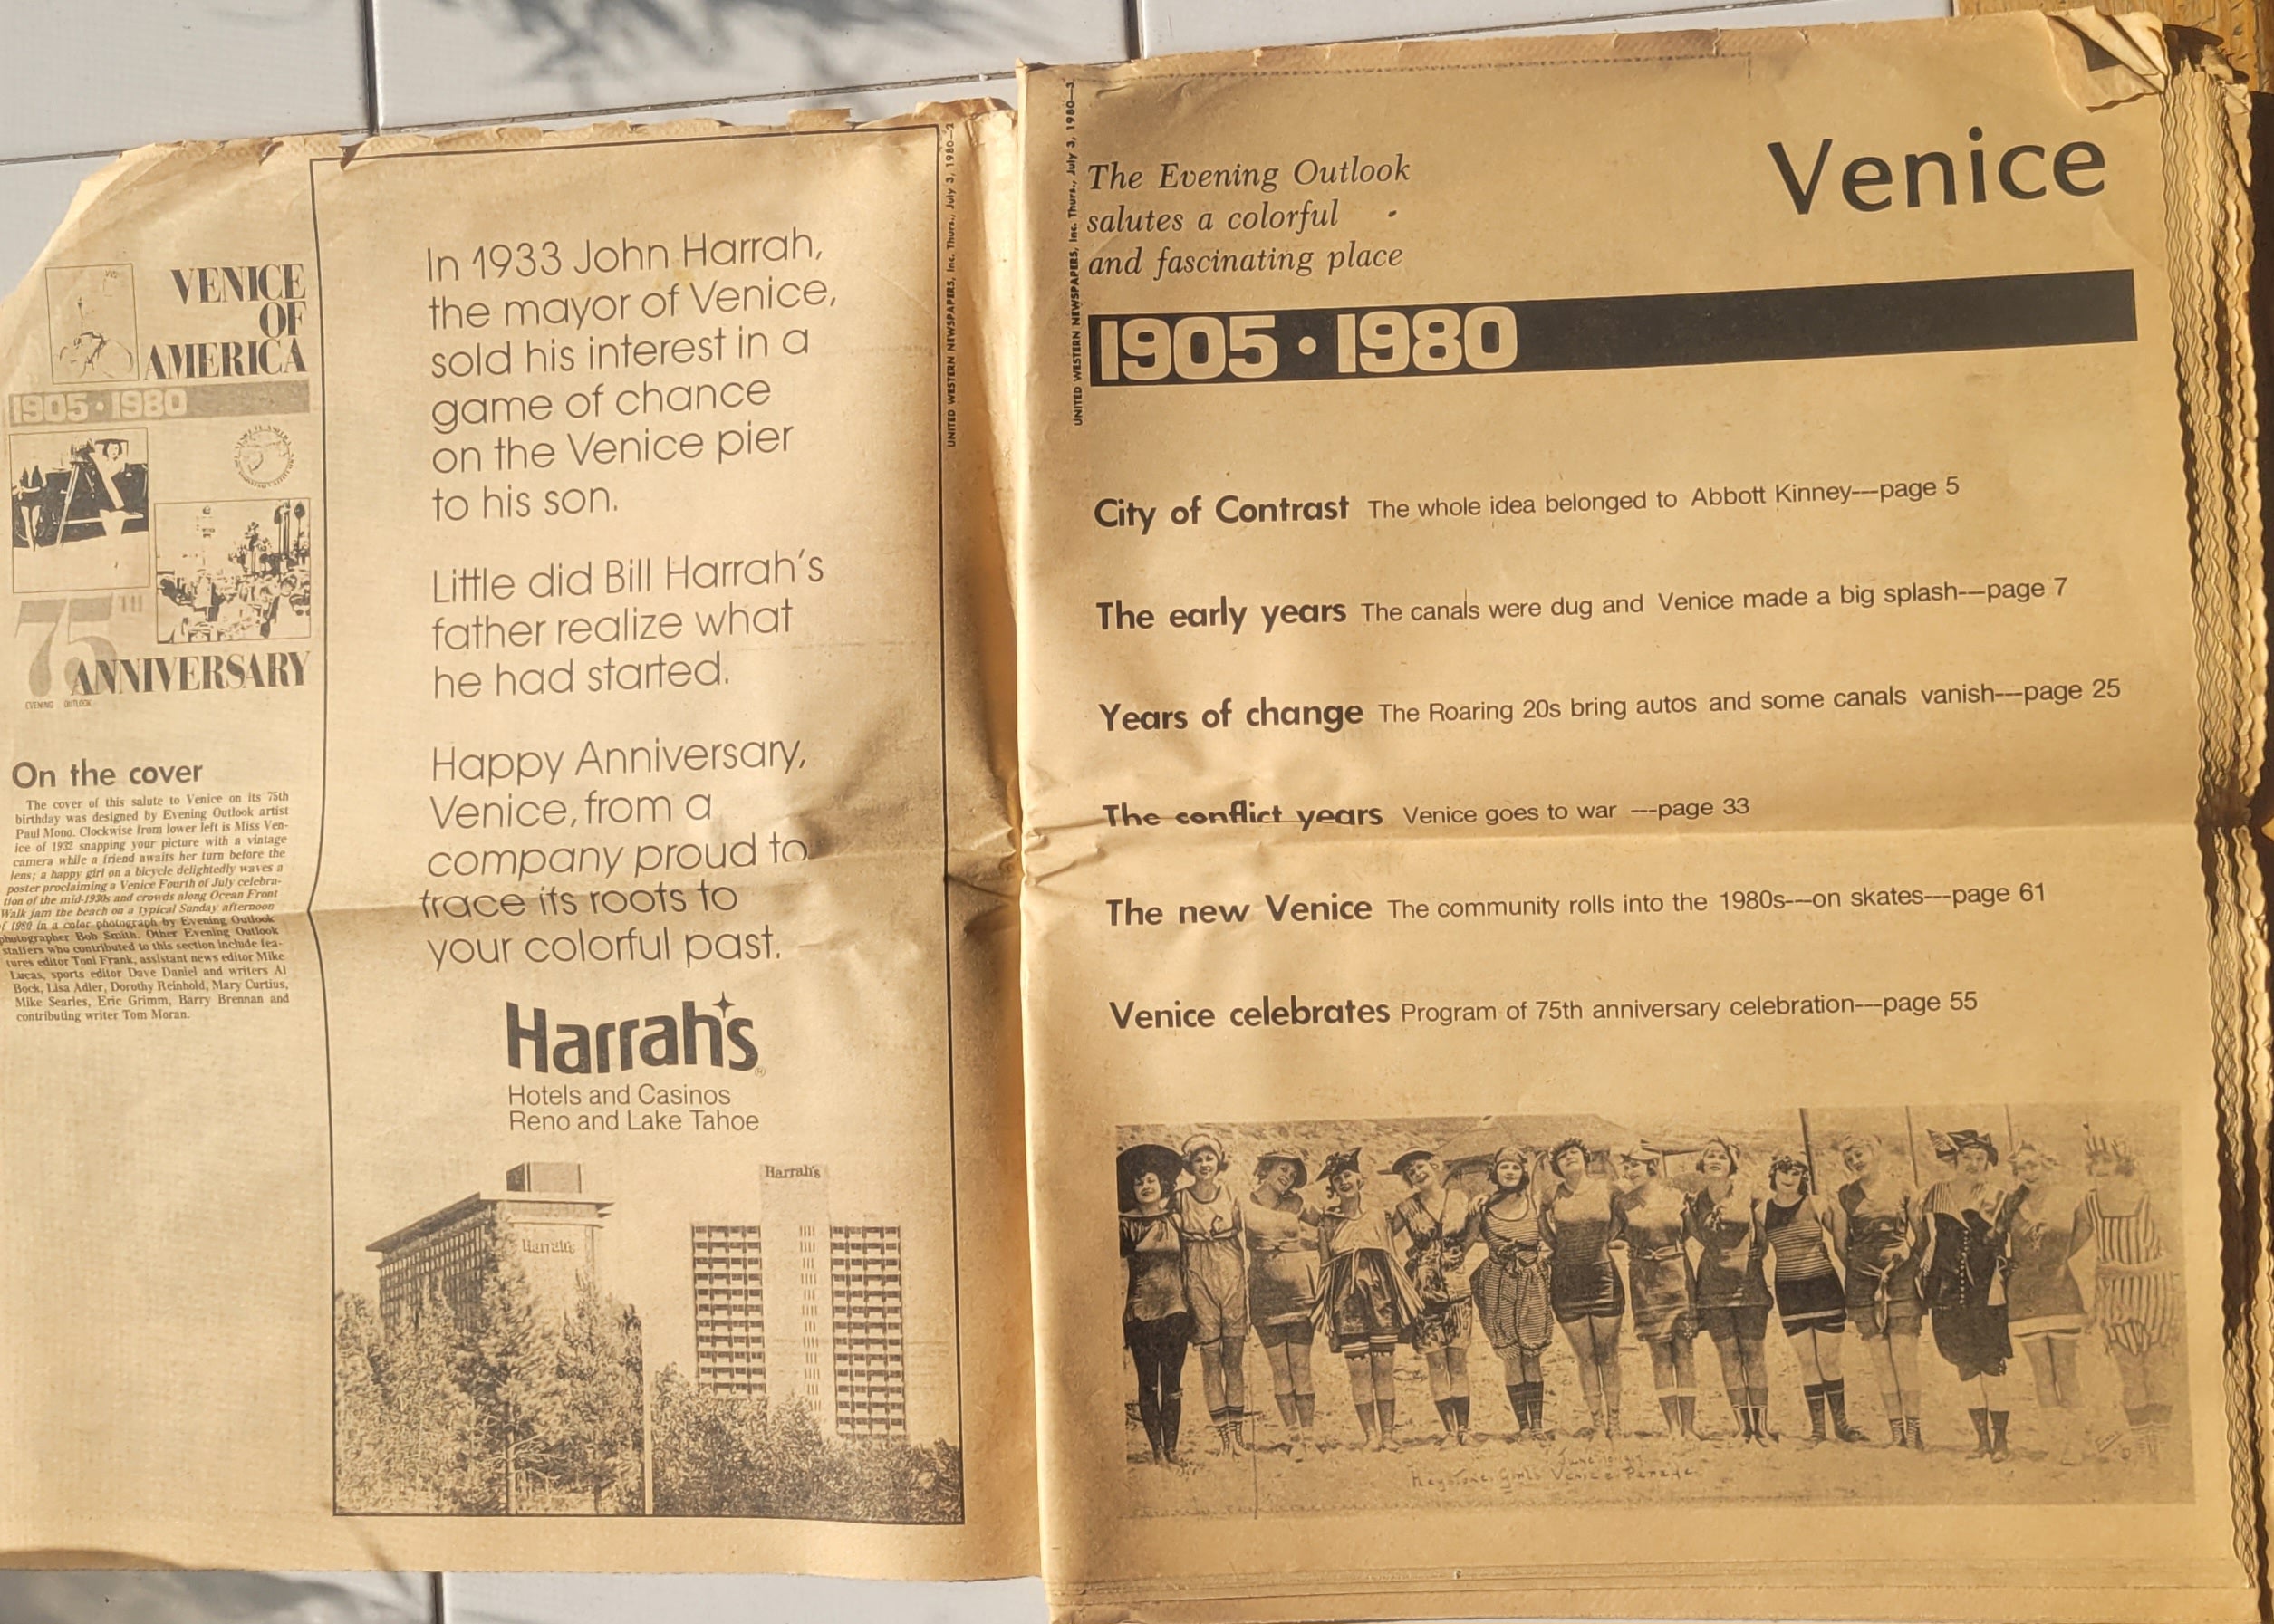 VENICE
OF
AMERICA
1905·1980
75TH
ANNIVERSARY
EVENING OUTLOOK
On the cover
The cover of this salute to Venice on its 75th
birthday was designed by Evening Outlook artist
Paul Mono. Clockwise from lower left is Miss Ven-
ice of 1932 snapping your picture with a vintage
camera while a friend awaits her turn before the
lens; a happy girl on a bicycle delightedly waves a
poster proclaiming a Venice Fourth of July celebra-
tion of the mid-1930s and crowds along Ocean Front
Walk jam the beach on a typical Sunday afternoon
of 1980 in a color photograph by Evening Outlook
photographer Bob Smith. Other Evening Outlook
staffers who contributed to this section include fea-
tures editor Toni Frank, assistant news editor Mike
Lucas, sports editor Dave Daniel and writers Al
Bock, Lisa Adler, Dorothy Reinhold, Mary Curtius,
Mike Searles, Eric Grimm, Barry Brennan and
contributing writer Tom Moran.
In 1933 John Harrah,
the mayor of Venice,
sold his interest in a
game of chance
on the Venice pier
to his son.
Little did Bill Harrah's
father realize what
he had started.
Happy Anniversary,
Venice, from a
company proud to
trace its roots to
your colorful past.
Harrah's®
Hotels and Casinos
Reno and Lake Tahoe
Harrah's
Harrah's
UNITED WESTERN NEWSPAPERS, Inc. Thurs., July 3, 1980—2
UNITED WESTERN NEWSPAPERS, Inc. Thurs., July 3, 1980—3
The Evening Outlook
salutes a colorful
and fascinating place
Venice
1905·1980
City of Contrast The whole idea belonged to Abbott Kinney---page 5
The early years The canals were dug and Venice made a big splash---page 7
Years of change The Roaring 20s bring autos and some canals vanish---page 25
The conflict years Venice goes to war ---page 33
The new Venice The community rolls into the 1980s---on skates---page 61
Venice celebrates Program of 75th anniversary celebration---page 55
Keystone Girls Venice Parade